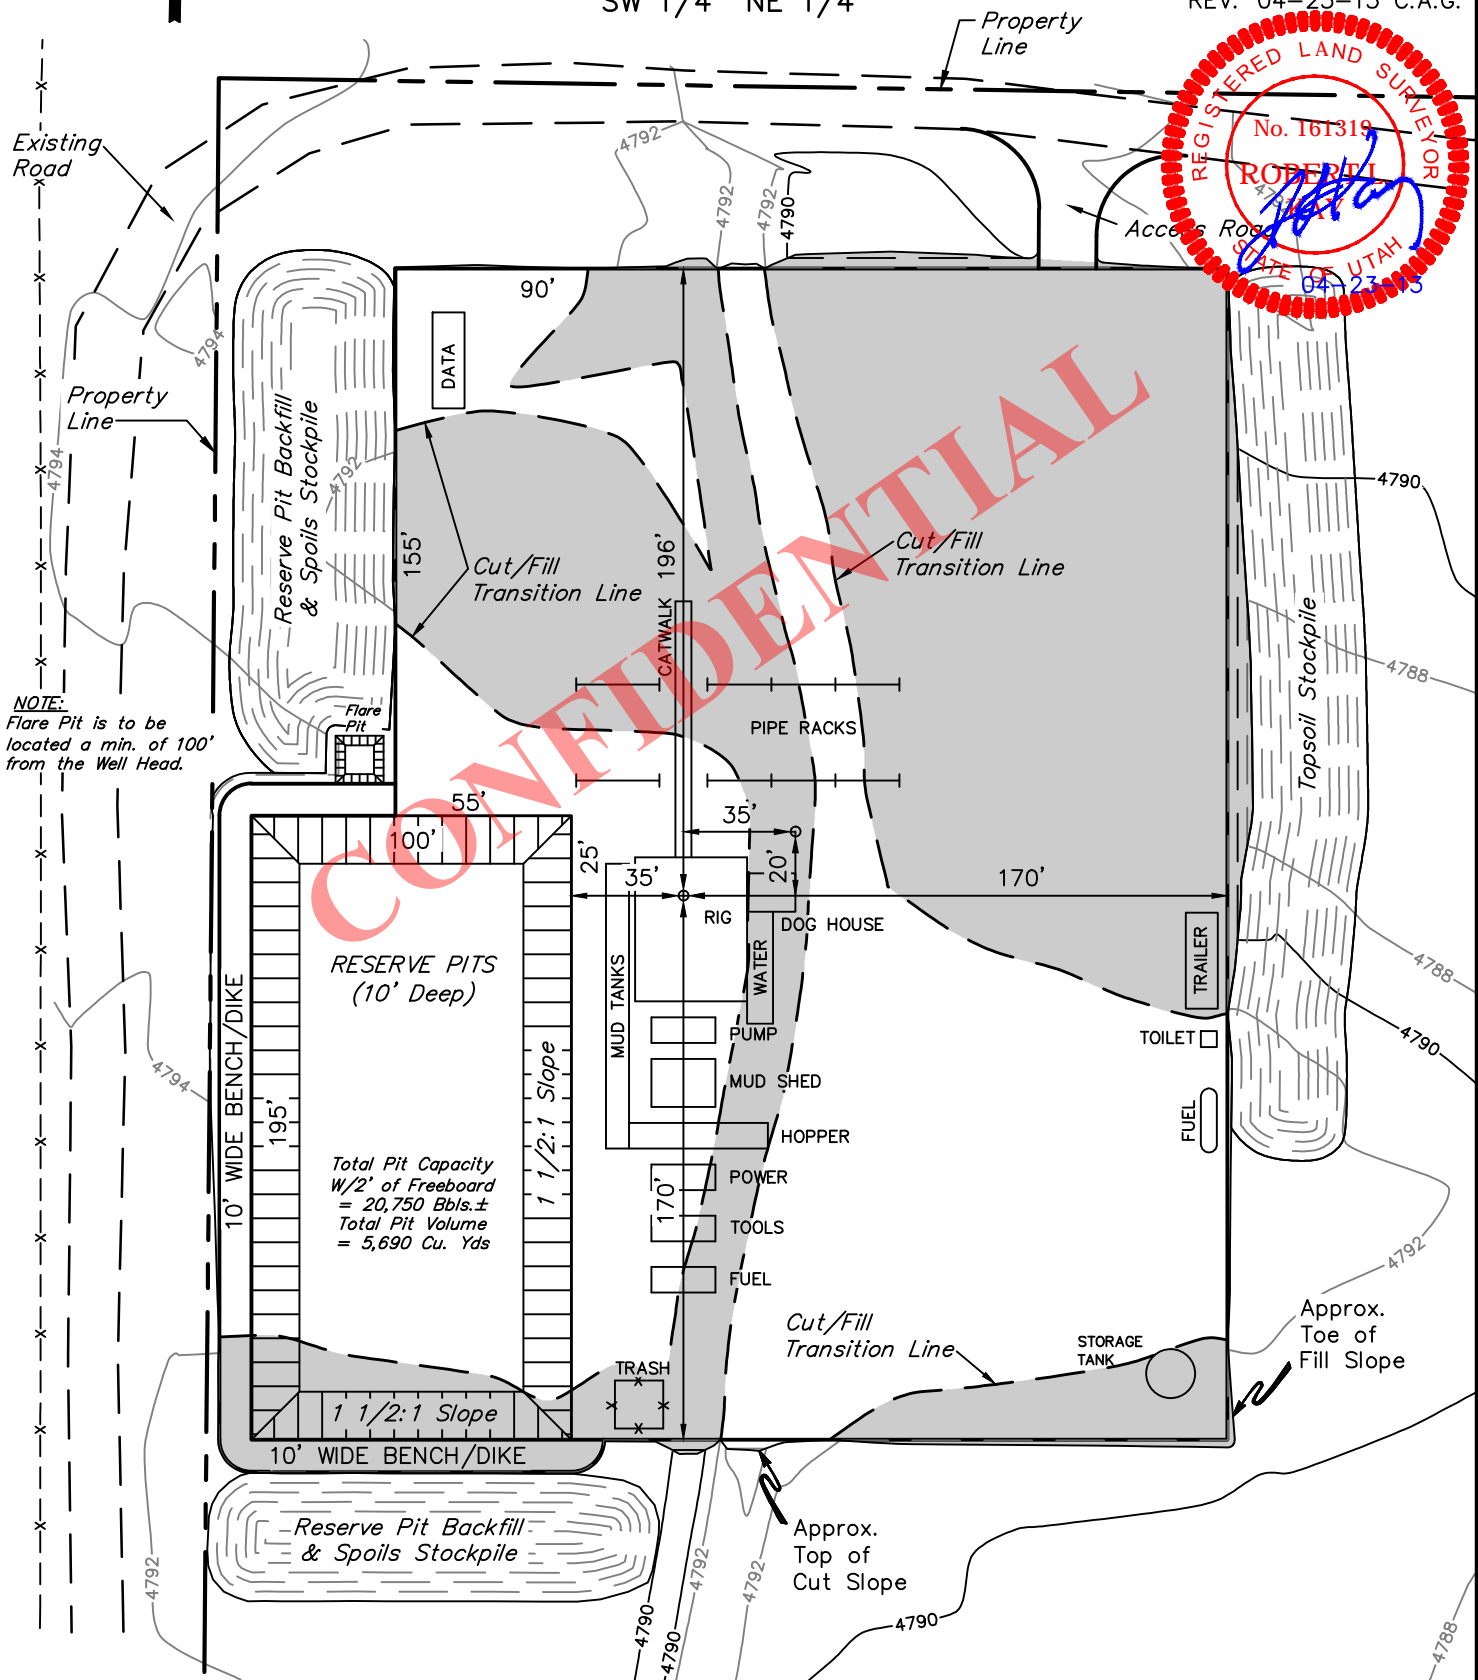 SW 1/4 NE 1/4
REV. 04-23-13 C.A.G.
Property
Line
REGISTERED LAND SURVEYOR
No. 161319
ROBERT L.
KAY
STATE OF UTAH
04-23-13
Existing
Road
Access Road
4792
4792
4792
4790
4794
90'
DATA
Property
Line
Reserve Pit Backfill
& Spoils Stockpile
4792
4794
155'
Cut/Fill
Transition Line
196'
CATWALK
Cut/Fill
Transition Line
4790
4788
Topsoil Stockpile
CONFIDENTIAL
NOTE:
Flare Pit is to be
located a min. of 100'
from the Well Head.
Flare
Pit
PIPE RACKS
55'
100'
35'
25'
35'
20'
170'
RIG
DOG HOUSE
WATER
TRAILER
RESERVE PITS
(10' Deep)
MUD TANKS
4788
4790
PUMP
TOILET
10' WIDE BENCH/DIKE
195'
1 1/2:1 Slope
MUD SHED
4794
FUEL
HOPPER
Total Pit Capacity
W/2' of Freeboard
= 20,750 Bbls.±
Total Pit Volume
= 5,690 Cu. Yds
POWER
170'
TOOLS
4792
FUEL
Cut/Fill
Transition Line
STORAGE
TANK
Approx.
Toe of
Fill Slope
TRASH
1 1/2:1 Slope
10' WIDE BENCH/DIKE
Reserve Pit Backfill
& Spoils Stockpile
Approx.
Top of
Cut Slope
4792
4792
4792
4790
4790
4790
4788